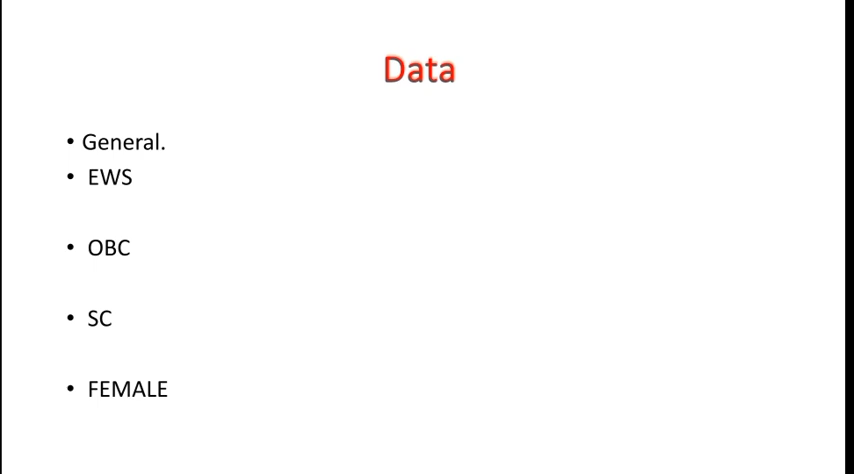 Data
• General.
• EWS
• OBC
• SC
• FEMALE